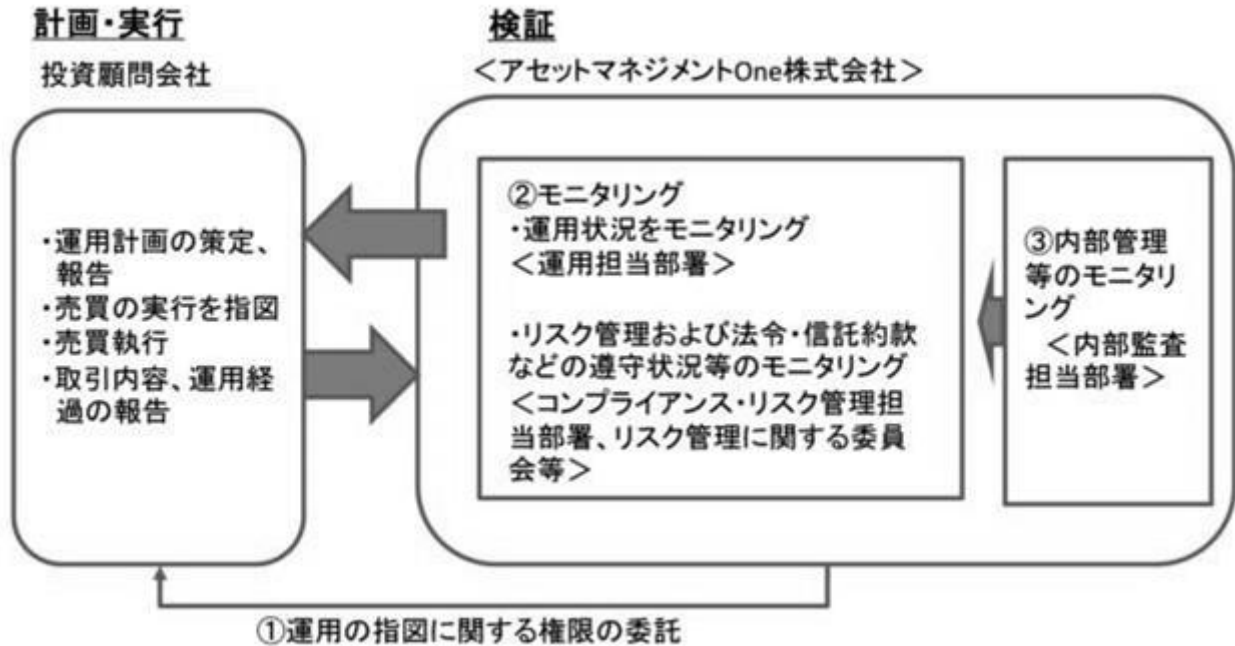 計画・実行
投資顧問会社
・運用計画の策定、
報告
・売買の実行を指図
・売買執行
・取引内容、運用経
過の報告
検証
＜アセットマネジメントOne株式会社＞
②モニタリング
・運用状況をモニタリング
＜運用担当部署＞
・リスク管理および法令・信託約款
などの遵守状況等のモニタリング
＜コンプライアンス・リスク管理担
当部署、リスク管理に関する委員
会等＞
③内部管理
等のモニタリ
ング
＜内部監査
担当部署＞
①運用の指図に関する権限の委託